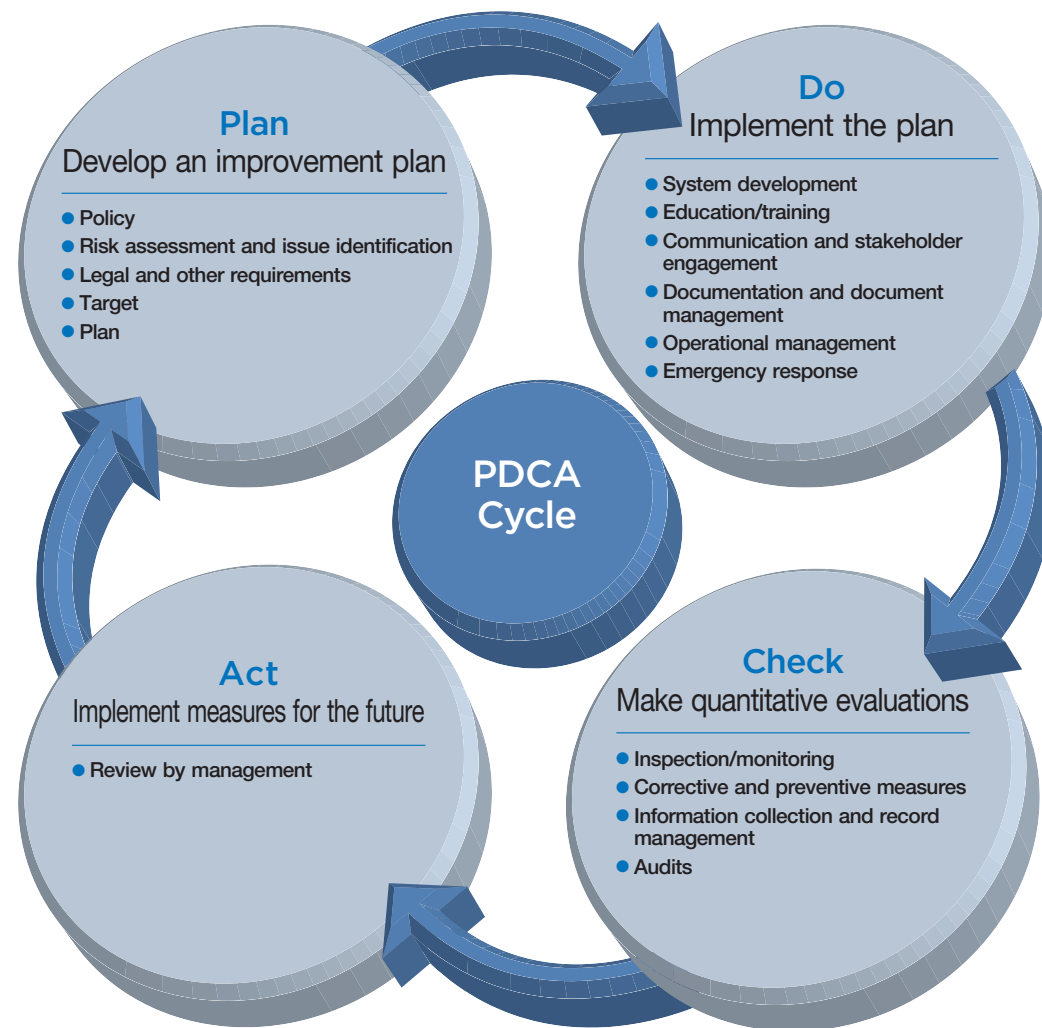 Plan
Develop an improvement plan
● Policy
● Risk assessment and issue identification
● Legal and other requirements
● Target
● Plan
Do
Implement the plan
● System development
● Education/training
● Communication and stakeholder
engagement
● Documentation and document
management
● Operational management
● Emergency response
PDCA
Cycle
Act
Implement measures for the future
● Review by management
Check
Make quantitative evaluations
● Inspection/monitoring
● Corrective and preventive measures
● Information collection and record
management
● Audits